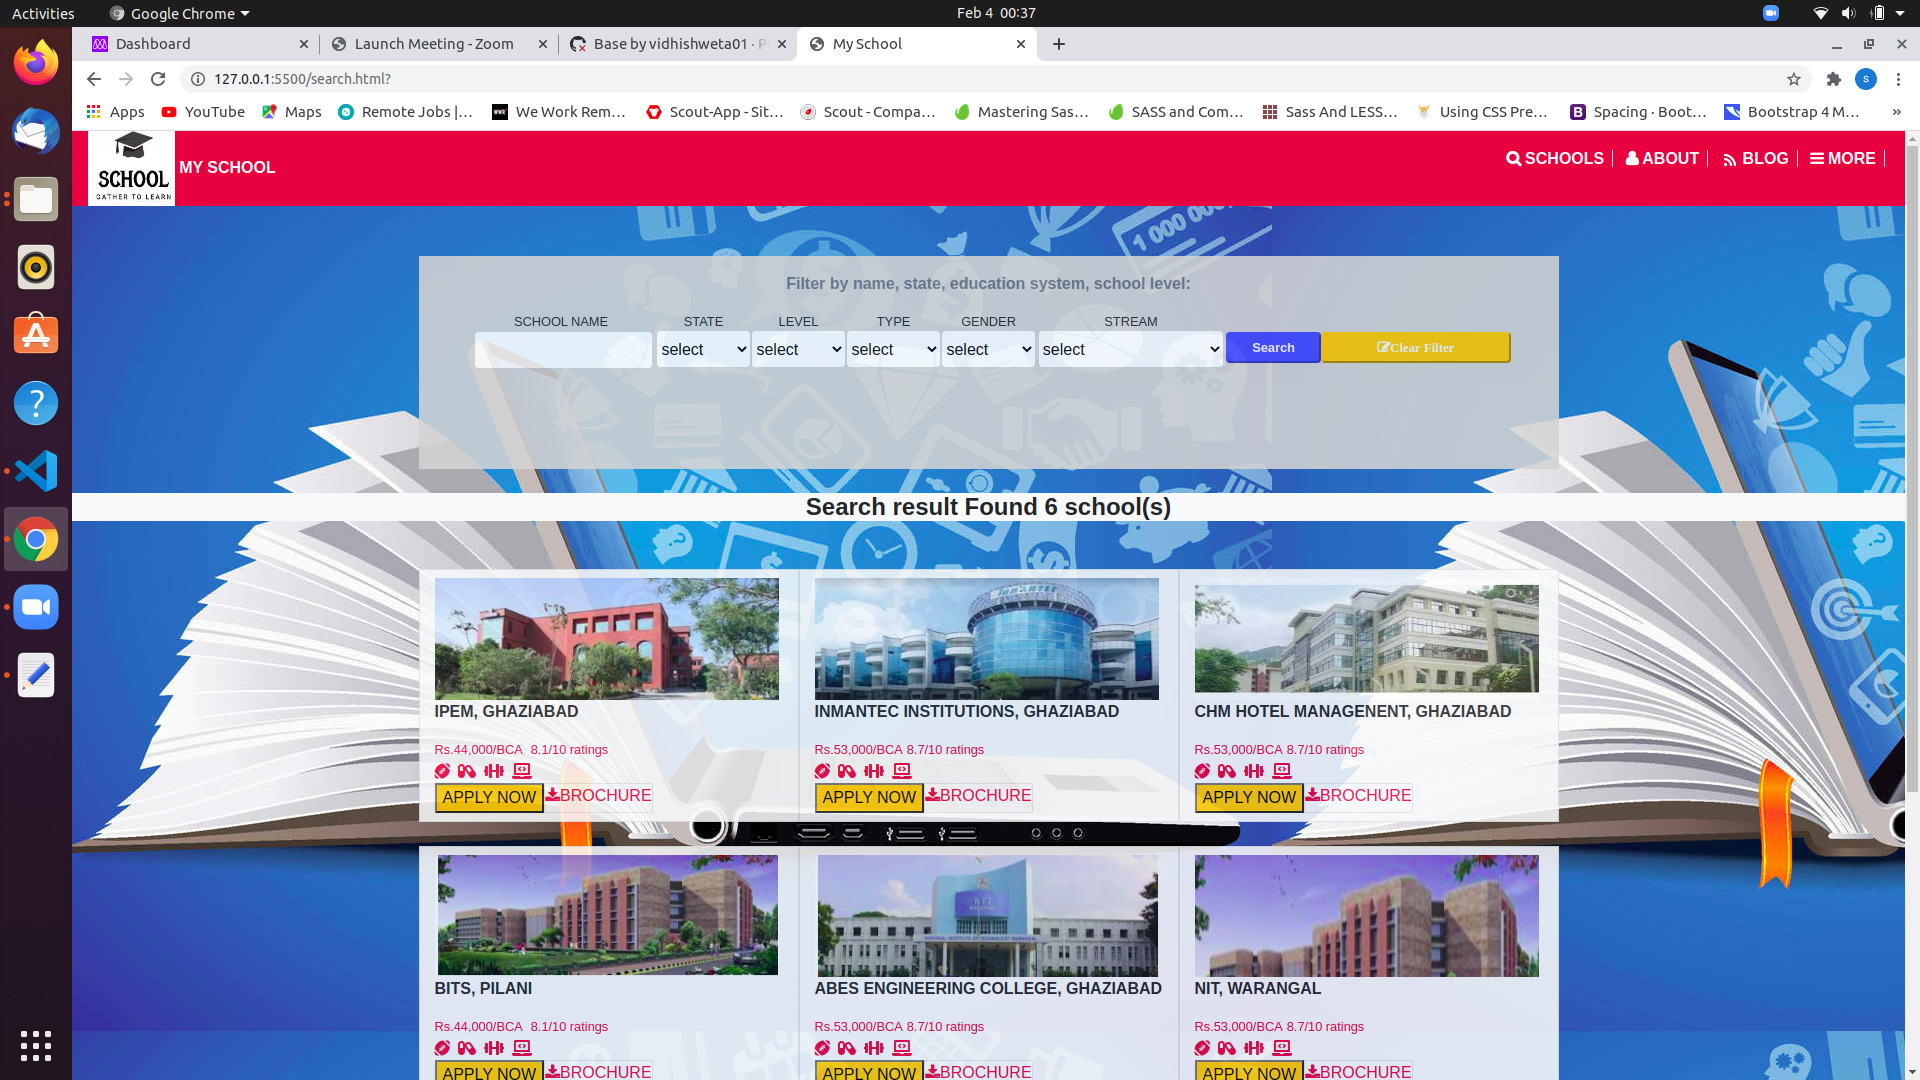 Activities
Google Chrome
Feb 4 00:37
Dashboard
Launch Meeting - Zoom
Base by vidhishweta01 · P
My School
127.0.0.1:5500/search.html?
S
Apps
YouTube
Maps
Remote Jobs |...
We Work Rem...
Scout-App - Sit...
Scout - Compa...
Mastering Sas...
SASS and Com...
Sass And LESS...
Using CSS Pre...
Spacing · Boot...
Bootstrap 4 M...
»
SCHOOL
GATHER TO LEARN
MY SCHOOL
SCHOOLS
ABOUT
BLOG
MORE
Filter by name, state, education system, school level:
SCHOOL NAME
STATE
LEVEL
TYPE
GENDER
STREAM
select
select
select
select
select
Search
Clear Filter
Search result Found 6 school(s)
IPEM, GHAZIABAD
Rs.44,000/BCA 8.1/10 ratings
APPLY NOW
BROCHURE
INMANTEC INSTITUTIONS, GHAZIABAD
Rs.53,000/BCA 8.7/10 ratings
APPLY NOW
BROCHURE
CHM HOTEL MANAGENENT, GHAZIABAD
Rs.53,000/BCA 8.7/10 ratings
APPLY NOW
BROCHURE
BITS, PILANI
Rs.44,000/BCA 8.1/10 ratings
APPLY NOW
BROCHURE
NIT
ABES ENGINEERING COLLEGE, GHAZIABAD
Rs.53,000/BCA 8.7/10 ratings
APPLY NOW
BROCHURE
NIT, WARANGAL
Rs.53,000/BCA 8.7/10 ratings
APPLY NOW
BROCHURE